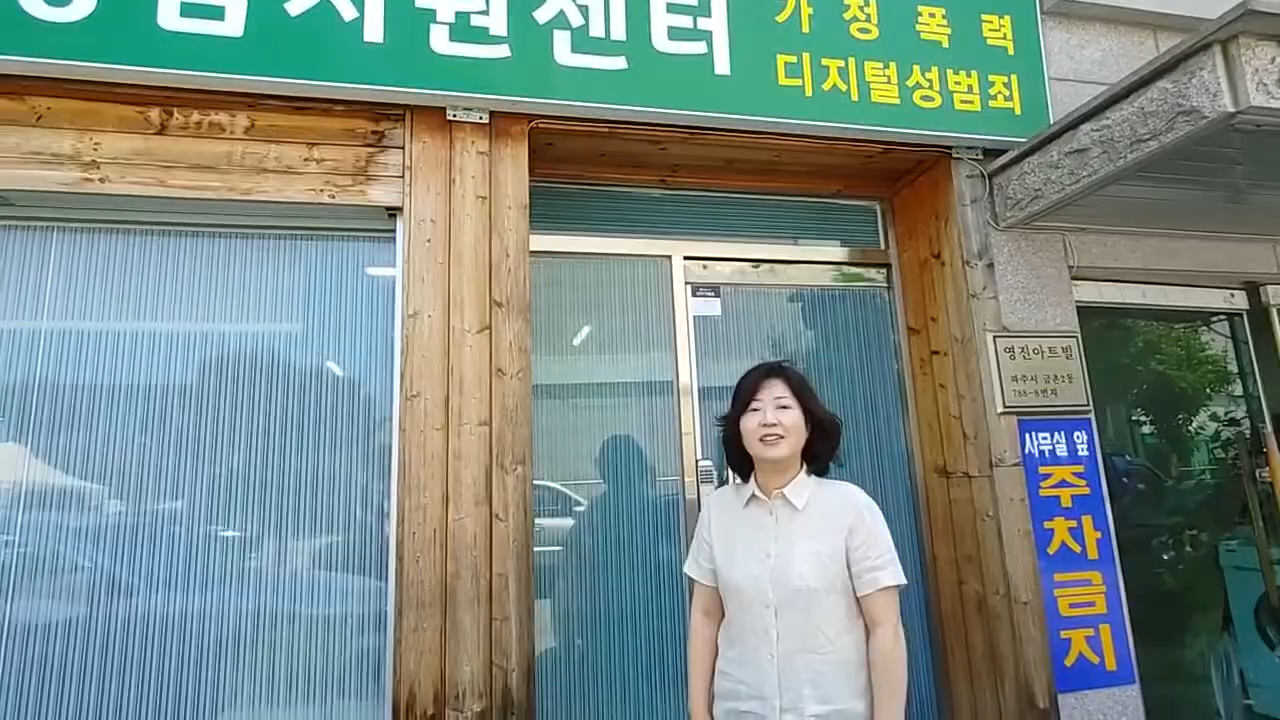 지원센터
가정폭력
디지털성범죄
영진아트빌
파주시 금촌2동
788-8번지
사무실 앞
주차금지